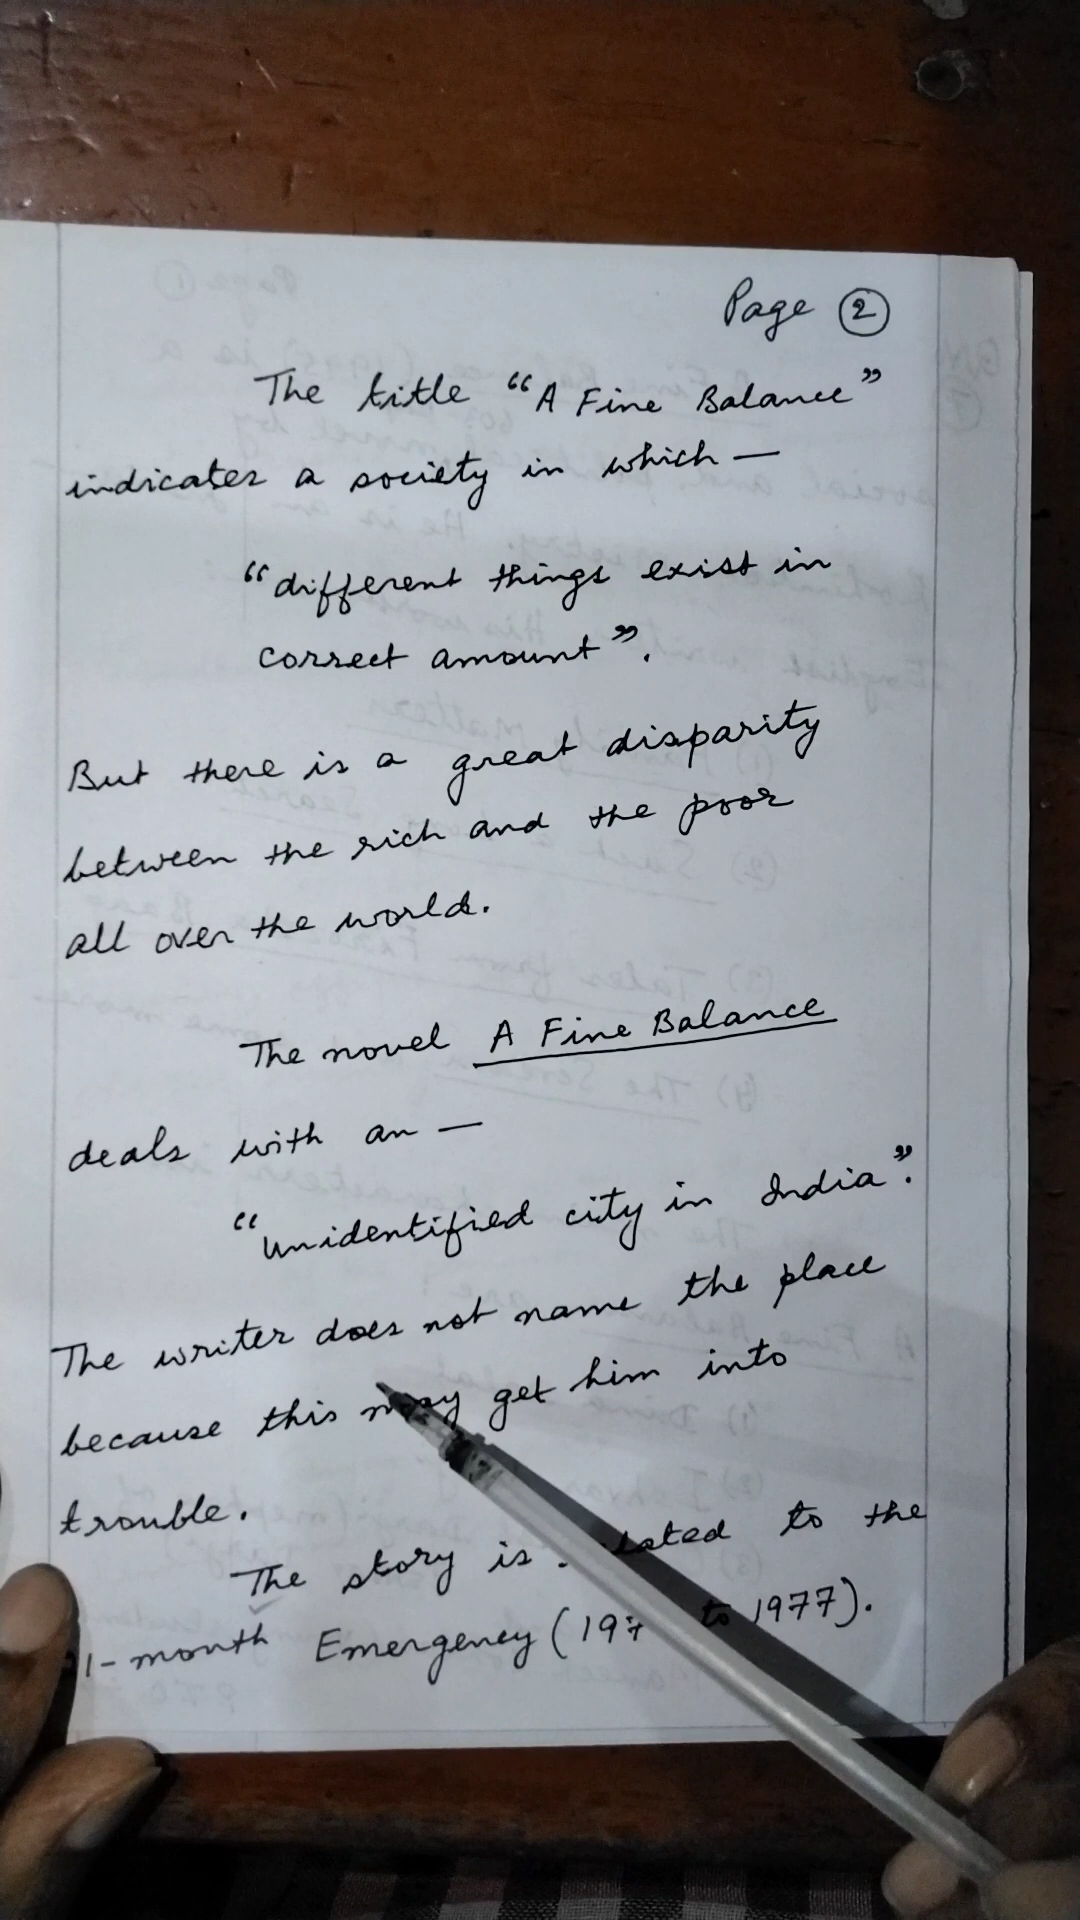 Page 2
The title "A Fine Balance"
indicates a society in which —
"different things exist in
correct amount".
But there is a great disparity
between the rich and the poor
all over the world.
The novel A Fine Balance
deals with an —
"unidentified city in India".
The writer does not name the place
because this may get him into
trouble.
The story is to the
1-month Emergency (197 to 1977).